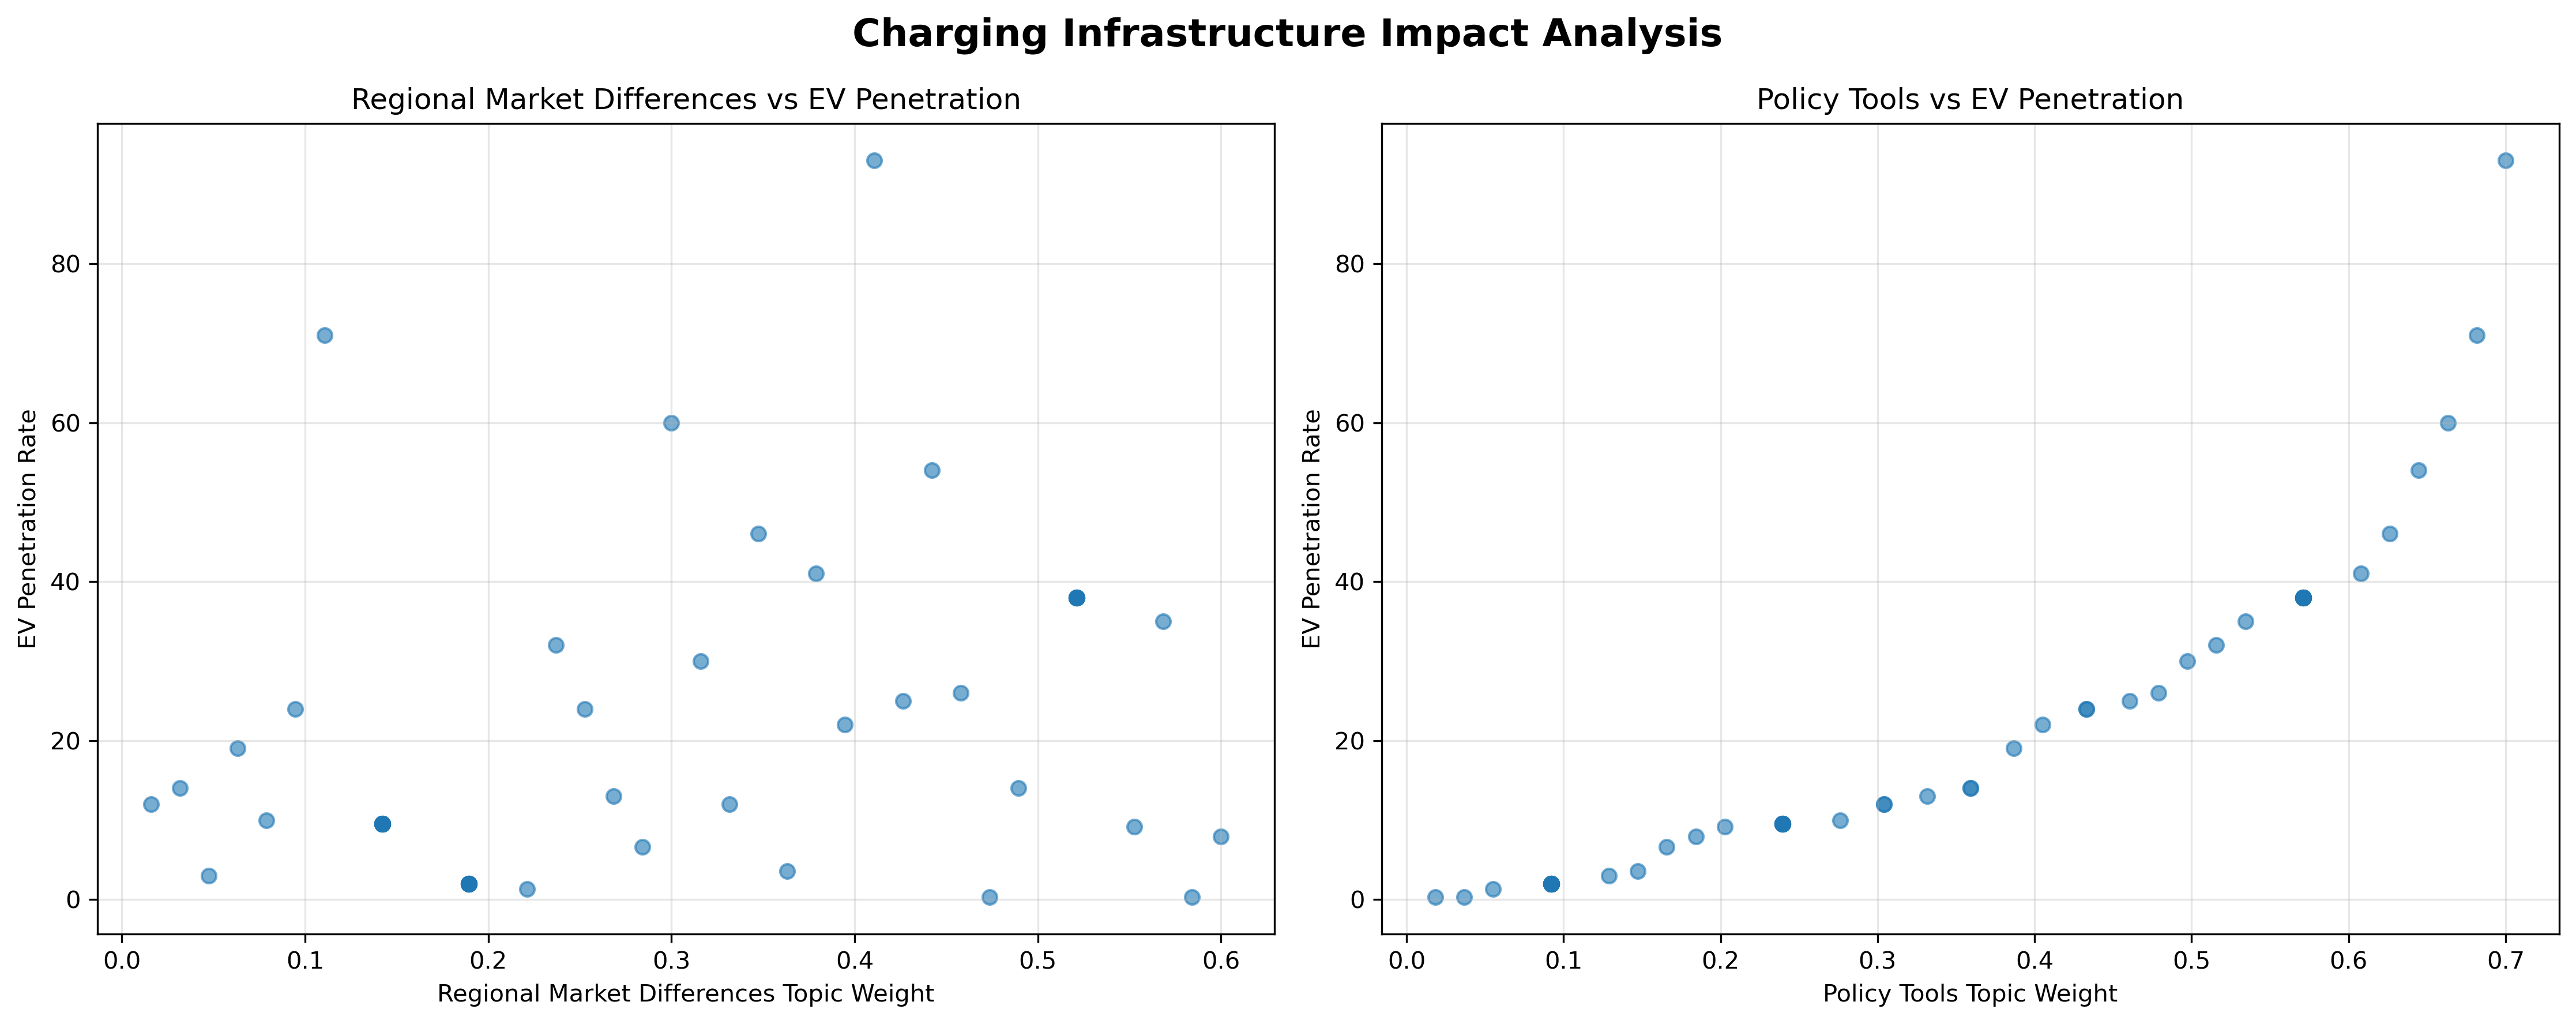 Charging Infrastructure Impact Analysis
Regional Market Differences vs EV Penetration
EV Penetration Rate
80
60
40
20
0
0.0 0.1 0.2 0.3 0.4 0.5 0.6
Regional Market Differences Topic Weight
Policy Tools vs EV Penetration
EV Penetration Rate
80
60
40
20
0
0.0 0.1 0.2 0.3 0.4 0.5 0.6 0.7
Policy Tools Topic Weight